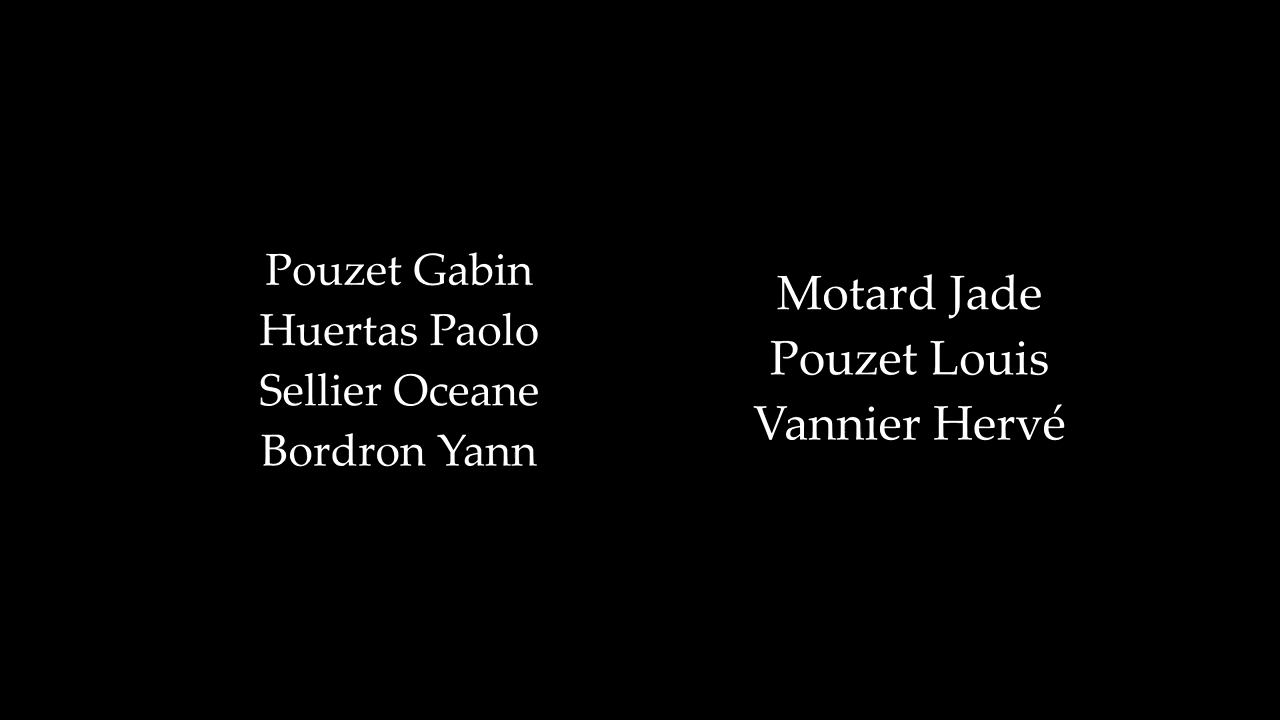 Pouzet Gabin
Huertas Paolo
Sellier Oceane
Bordron Yann
Motard Jade
Pouzet Louis
Vannier Hervé